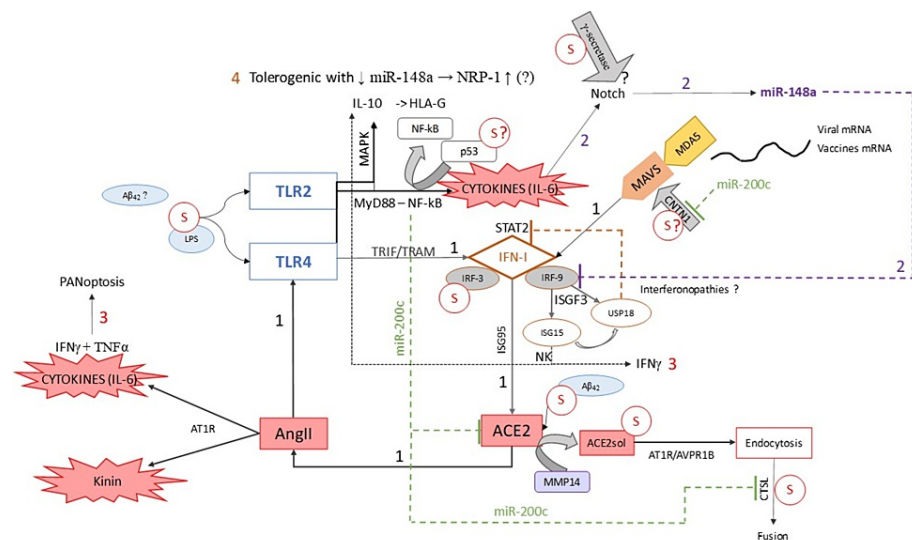 S
γ-secretase
4 Tolerogenic with ↓ miR-148a → NRP-1 ↑ (?)
?
Notch
2
miR-148a
IL-10 ->HLA-G
NF-kB
S?
p53
MAPK
2
MDA5
Viral mRNA
Vaccines mRNA
MAVS
miR-200c
CNTN1
S?
TLR2
Aβ42 ?
CYTOKINES (IL-6)
MyD88 – NF-kB
S
LPS
1
STAT2
TLR4
TRIF/TRAM
1
IFN-I
IRF-3
IRF-9
2
S
ISGF3
Interferonopathies ?
USP18
PANoptosis
3
1
miR-200c
ISG95
ISG15
IFNγ + TNFα
NK
IFNγ 3
CYTOKINES (IL-6)
1
Aβ42
S
AT1R
AngII
ACE2
S
ACE2sol
Endocytosis
1
AT1R/AVPR1B
Kinin
MMP14
CTSL
S
miR-200c
Fusion